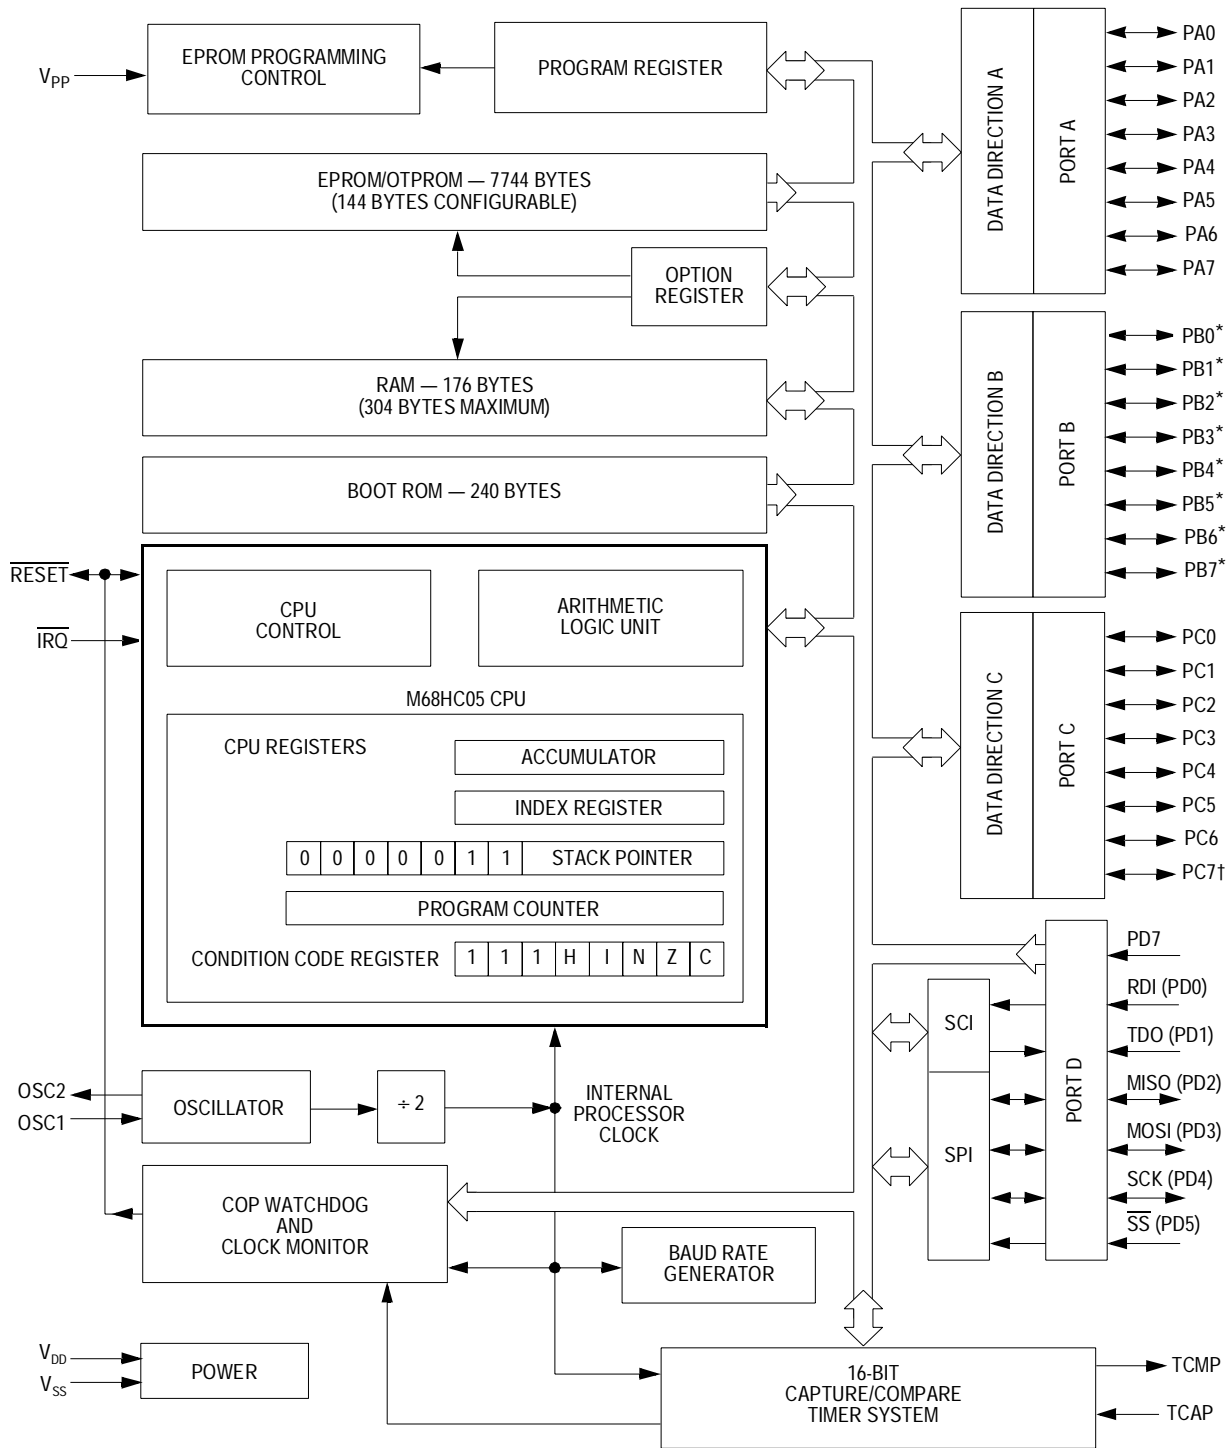 V_PP
EPROM PROGRAMMING
CONTROL
PROGRAM REGISTER
EPROM/OTPROM — 7744 BYTES
(144 BYTES CONFIGURABLE)
OPTION
REGISTER
RAM — 176 BYTES
(304 BYTES MAXIMUM)
BOOT ROM — 240 BYTES
RESET
IRQ
CPU
CONTROL
ARITHMETIC
LOGIC UNIT
M68HC05 CPU
CPU REGISTERS
ACCUMULATOR
INDEX REGISTER
0 0 0 0 0 1 1 STACK POINTER
PROGRAM COUNTER
CONDITION CODE REGISTER 1 1 1 H I N Z C
OSC2
OSC1
OSCILLATOR
÷ 2
INTERNAL
PROCESSOR
CLOCK
COP WATCHDOG
AND
CLOCK MONITOR
BAUD RATE
GENERATOR
V_DD
V_SS
POWER
16-BIT
CAPTURE/COMPARE
TIMER SYSTEM
TCMP
TCAP
DATA DIRECTION A
PORT A
PA0
PA1
PA2
PA3
PA4
PA5
PA6
PA7
DATA DIRECTION B
PORT B
PB0*
PB1*
PB2*
PB3*
PB4*
PB5*
PB6*
PB7*
DATA DIRECTION C
PORT C
PC0
PC1
PC2
PC3
PC4
PC5
PC6
PC7†
SCI
SPI
PORT D
PD7
RDI (PD0)
TDO (PD1)
MISO (PD2)
MOSI (PD3)
SCK (PD4)
SS (PD5)